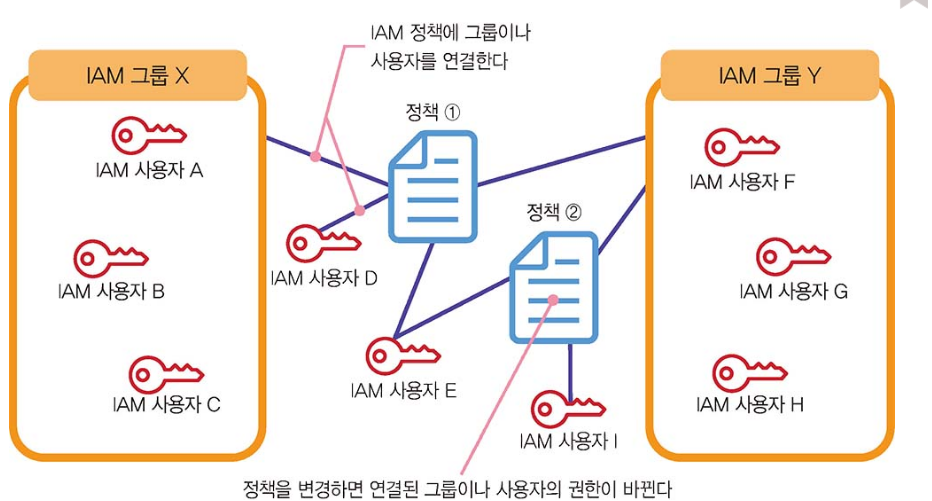 IAM 정책에 그룹이나
사용자를 연결한다
IAM 그룹 X
IAM 그룹 Y
정책 ①
IAM 사용자 A
IAM 사용자 F
정책 ②
IAM 사용자 D
IAM 사용자 B
IAM 사용자 G
IAM 사용자 E
IAM 사용자 C
IAM 사용자 H
IAM 사용자 I
정책을 변경하면 연결된 그룹이나 사용자의 권한이 바뀐다